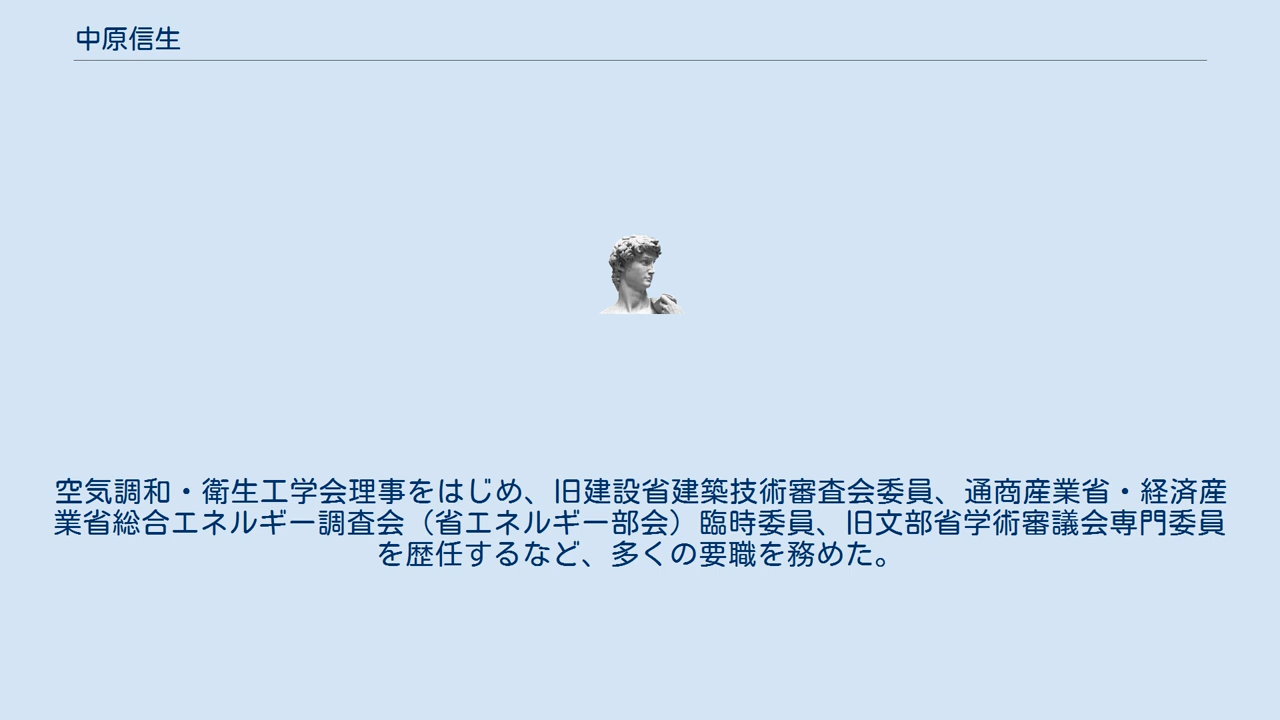 中原信生
空気調和・衛生工学会理事をはじめ、旧建設省建築技術審査会委員、通商産業省・経済産
業省総合エネルギー調査会（省エネルギー部会）臨時委員、旧文部省学術審議会専門委員
を歴任するなど、多くの要職を務めた。